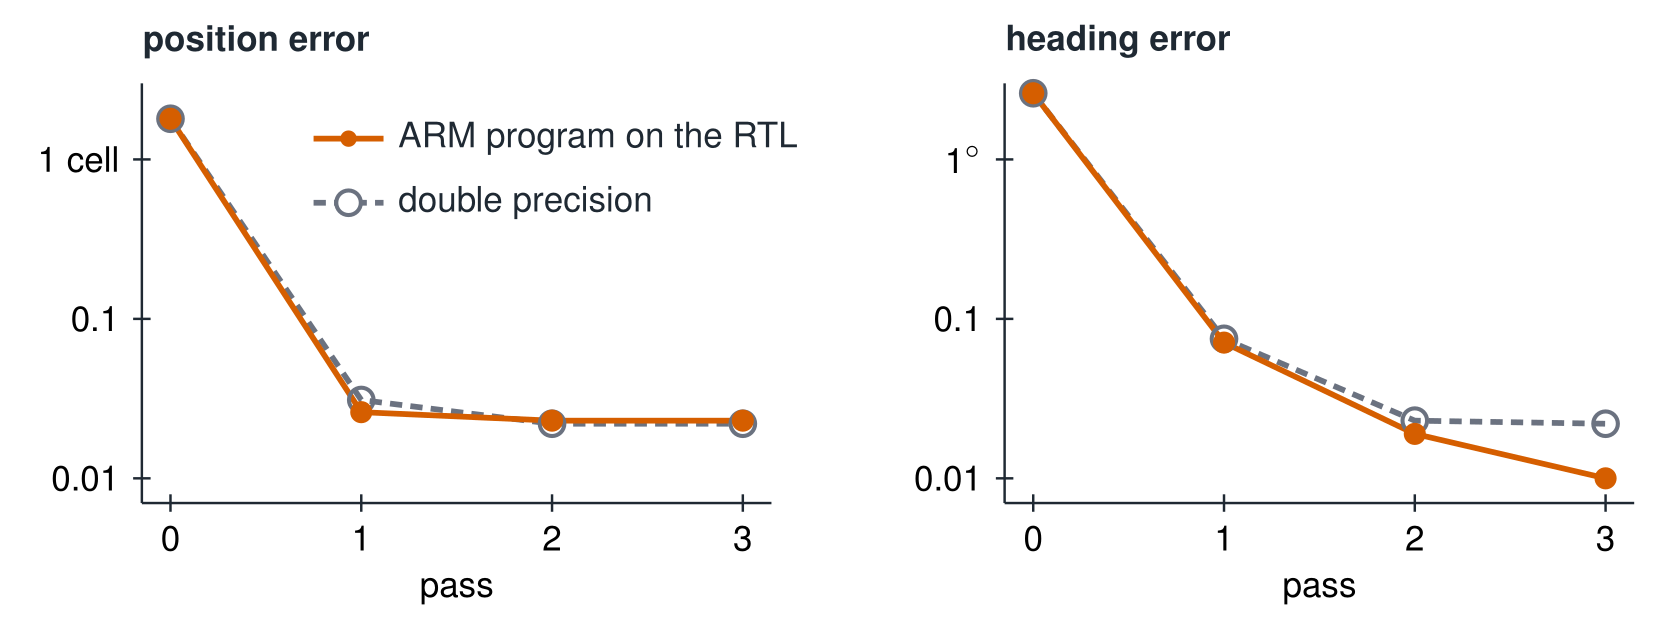 position error
1 cell
0.1
0.01
0 1 2 3
pass
ARM program on the RTL
double precision
heading error
1°
0.1
0.01
0 1 2 3
pass